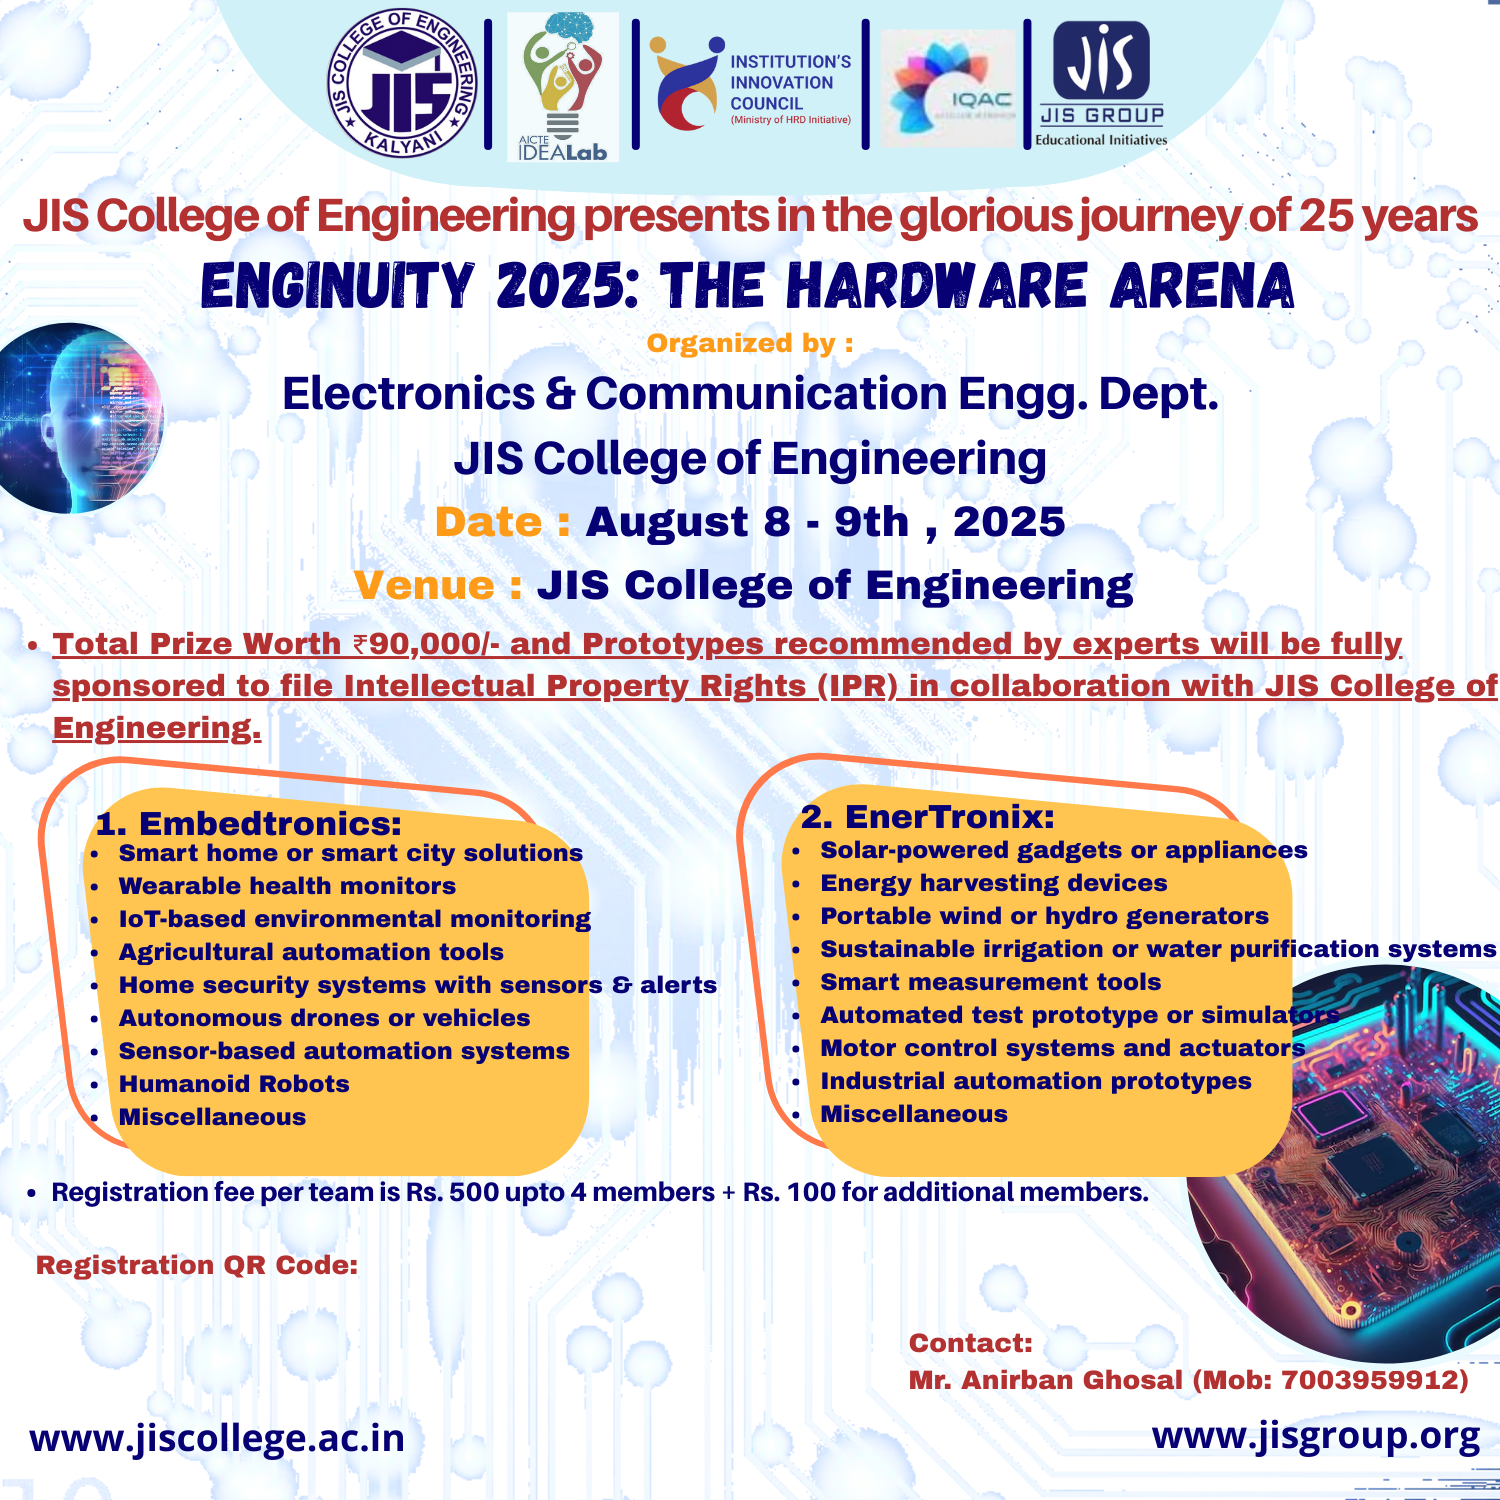 JIS COLLEGE OF ENGINEERING
JIS
★ KALYANI ★
AICTE
IDEALab
INSTITUTION'S
INNOVATION
COUNCIL
(Ministry of HRD Initiative)
IQAC
JIS
JIS GROUP
Educational Initiatives
JIS College of Engineering presents in the glorious journey of 25 years
ENGINUITY 2025: THE HARDWARE ARENA
Organized by :
Electronics & Communication Engg. Dept.
JIS College of Engineering
Date : August 8 - 9th , 2025
Venue : JIS College of Engineering
• Total Prize Worth ₹90,000/- and Prototypes recommended by experts will be fully
sponsored to file Intellectual Property Rights (IPR) in collaboration with JIS College of
Engineering.
1. Embedtronics:
• Smart home or smart city solutions
• Wearable health monitors
• IoT-based environmental monitoring
• Agricultural automation tools
• Home security systems with sensors & alerts
• Autonomous drones or vehicles
• Sensor-based automation systems
• Humanoid Robots
• Miscellaneous
2. EnerTronix:
• Solar-powered gadgets or appliances
• Energy harvesting devices
• Portable wind or hydro generators
• Sustainable irrigation or water purification systems
• Smart measurement tools
• Automated test prototype or simulators
• Motor control systems and actuators
• Industrial automation prototypes
• Miscellaneous
• Registration fee per team is Rs. 500 upto 4 members + Rs. 100 for additional members.
Registration QR Code:
Contact:
Mr. Anirban Ghosal (Mob: 7003959912)
www.jiscollege.ac.in
www.jisgroup.org